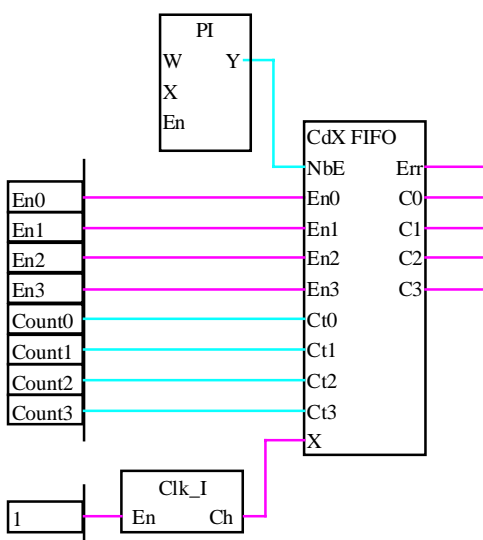 PI
W Y
X
En
CdX FIFO
NbE Err
En0 En0 C0
En1 En1 C1
En2 En2 C2
En3 En3 C3
Count0 Ct0
Count1 Ct1
Count2 Ct2
Count3 Ct3
X
Clk_I
1 En Ch